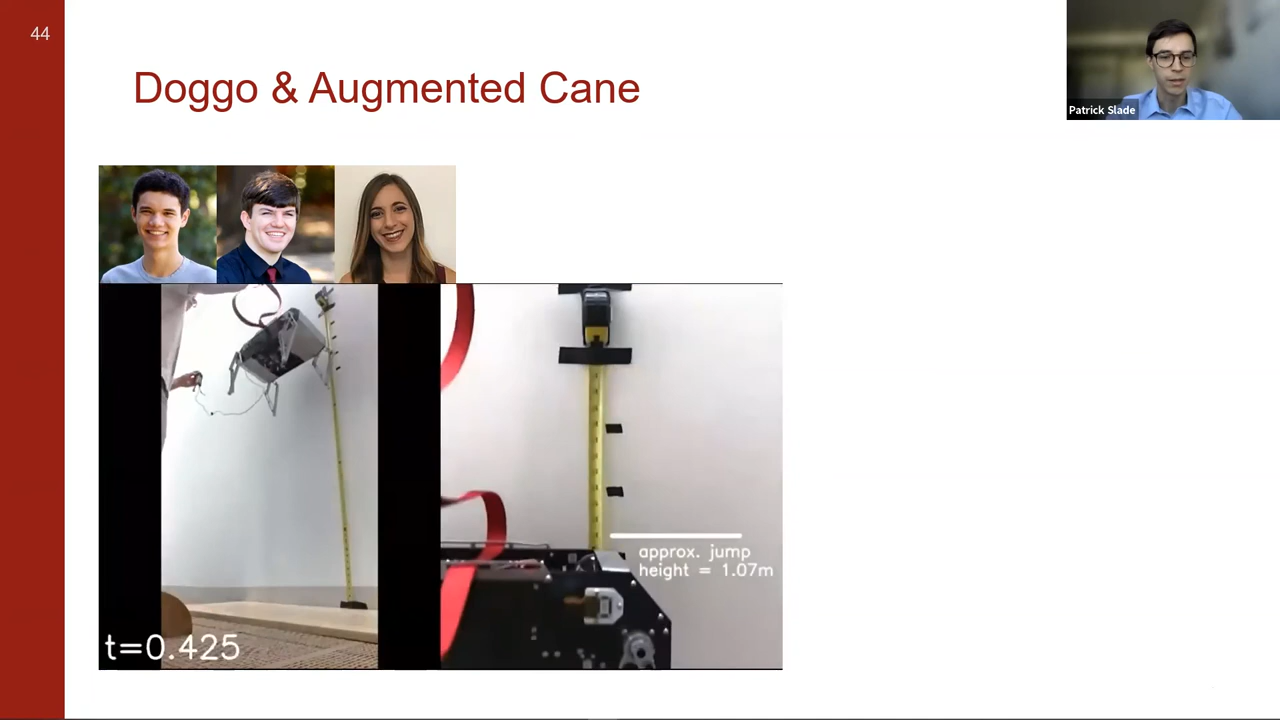 44
Doggo & Augmented Cane
Patrick Slade
approx. jump
height = 1.07m
t=0.425